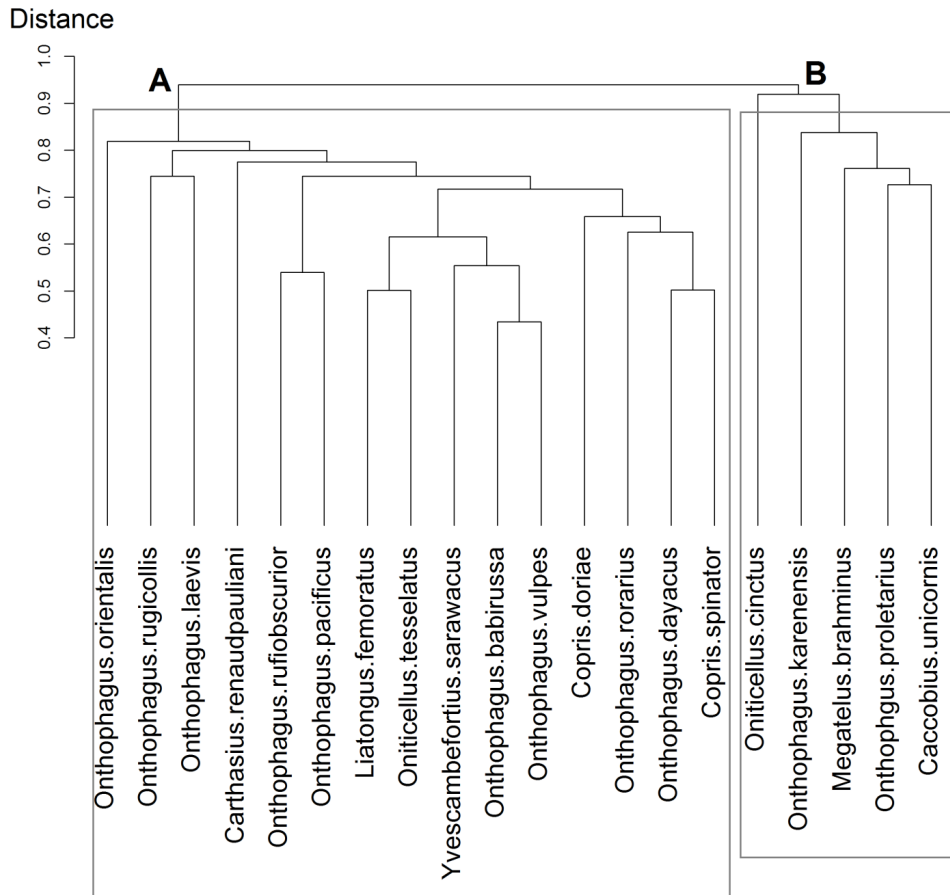 Distance
A
B
1.0
0.9
0.8
0.7
0.6
0.5
0.4
Onthophagus.orientalis
Onthophagus.rugicollis
Onthophagus.laevis
Carthasius.renaudpauliani
Onthophagus.rufiobscurior
Onthophagus.pacificus
Liatongus.femoratus
Oniticellus.tesselatus
Yvescambefortius.sarawacus
Onthophagus.babirussa
Onthophagus.vulpes
Copris.doriae
Onthophagus.rorarius
Onthophagus.dayacus
Copris.spinator
Oniticellus.cinctus
Onthophagus.karenensis
Megatelus.brahminus
Onthophgus.proletarius
Caccobius.unicornis